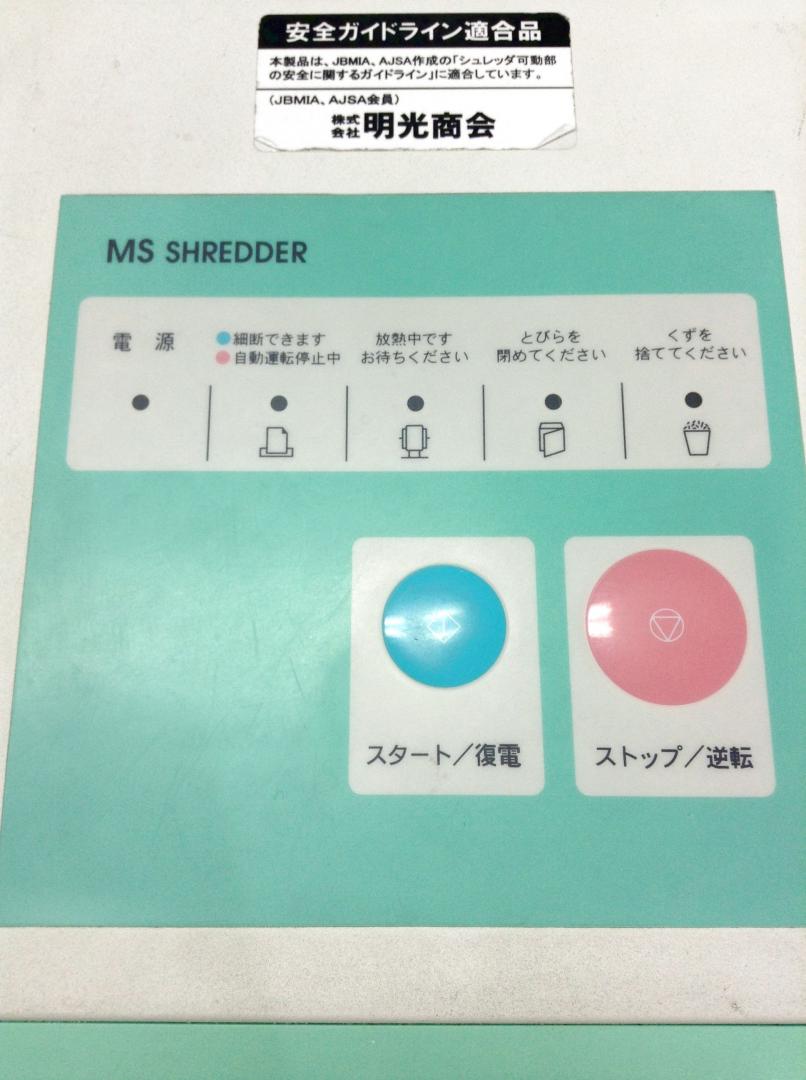 安全ガイドライン適合品
本製品は、JBMIA、AJSA作成の「シュレッダ可動部
の安全に関するガイドライン」に適合しています。
(JBMIA、AJSA会員)
株式
会社 明光商会
MS SHREDDER
電 源
細断できます
自動運転停止中
放熱中です
お待ちください
とびらを
閉めてください
くずを
捨ててください
スタート/復電
ストップ/逆転